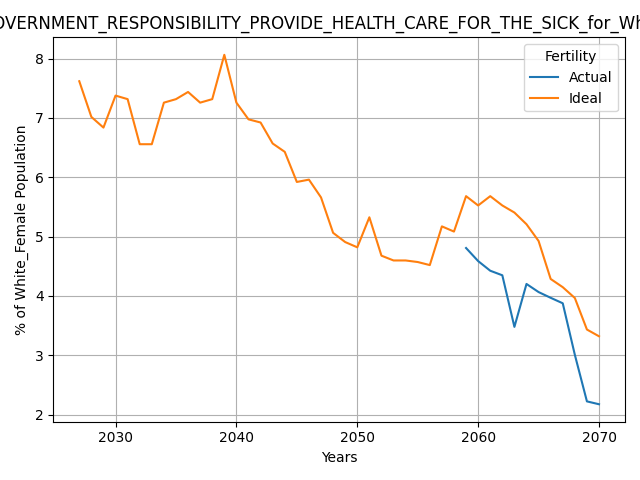 OVERNMENT_RESPONSIBILITY_PROVIDE_HEALTH_CARE_FOR_THE_SICK_for_Wh
Fertility
Actual
Ideal
8
7
6
5
4
3
2
% of White_Female Population
2030 2040 2050 2060 2070
Years